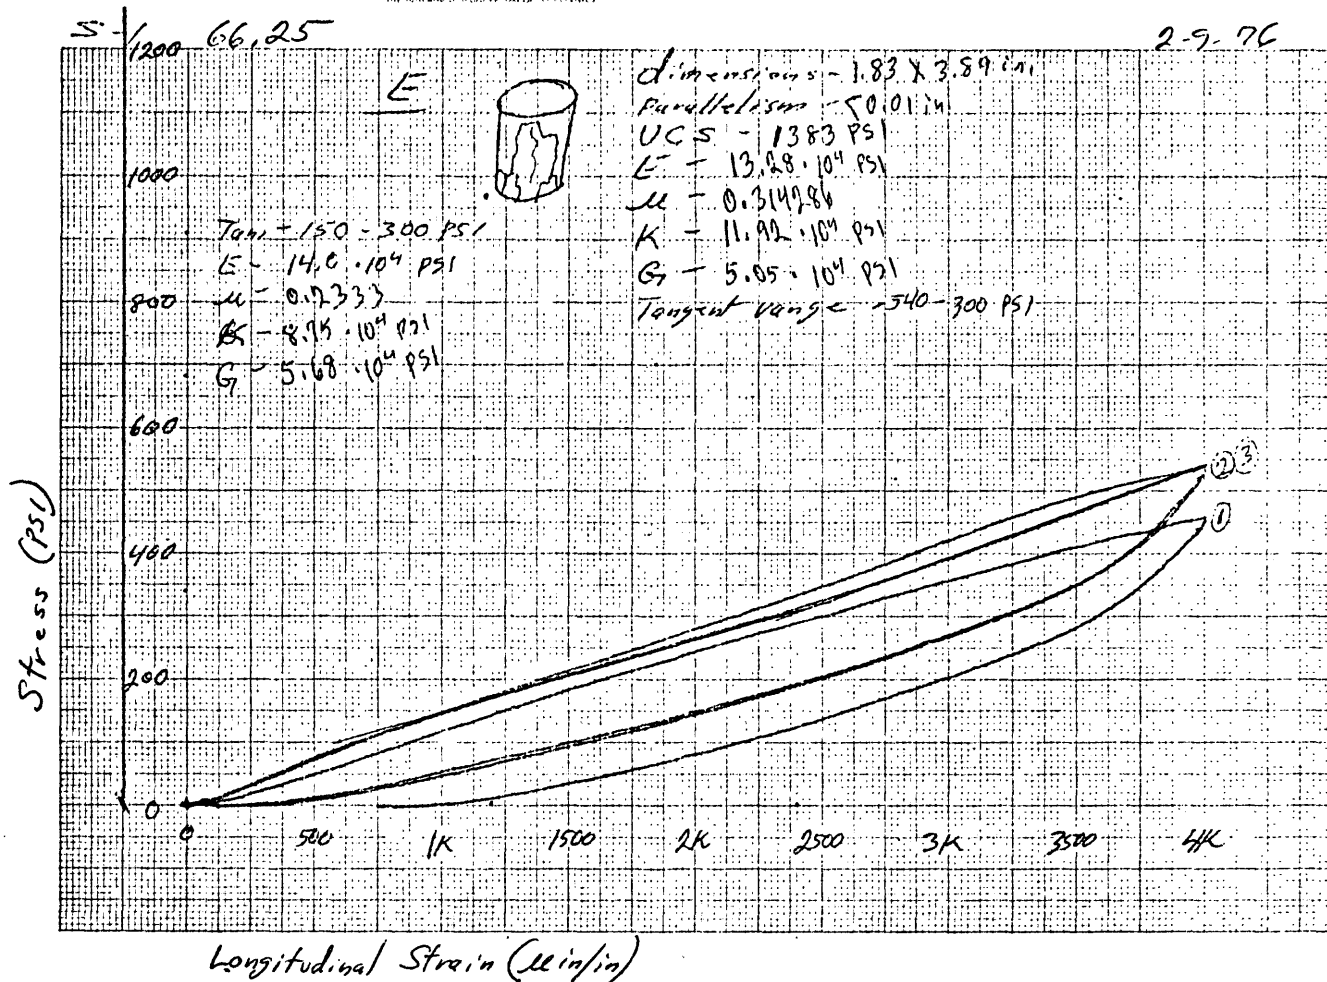 S-1 66,25
2-9-76
E
dimensions - 1.83 X 3.89 in.
Parallelism - <0.01 in
UCS - 1383 PSI
E - 13.28 · 10⁴ PSI
μ - 0.314286
K - 11.92 · 10⁴ PSI
G - 5.05 · 10⁴ PSI
Tangent range - 540-300 PSI
Tan. - 150 - 300 PSI
E - 14.0 · 10⁴ PSI
μ - 0.2333
K - 8.75 · 10⁴ PSI
G - 5.68 · 10⁴ PSI
1200
1000
800
600
400
200
0
Stress (PSI)
② ③
①
0 500 1K 1500 2K 2500 3K 3500 4K
Longitudinal Strain (μin/in)